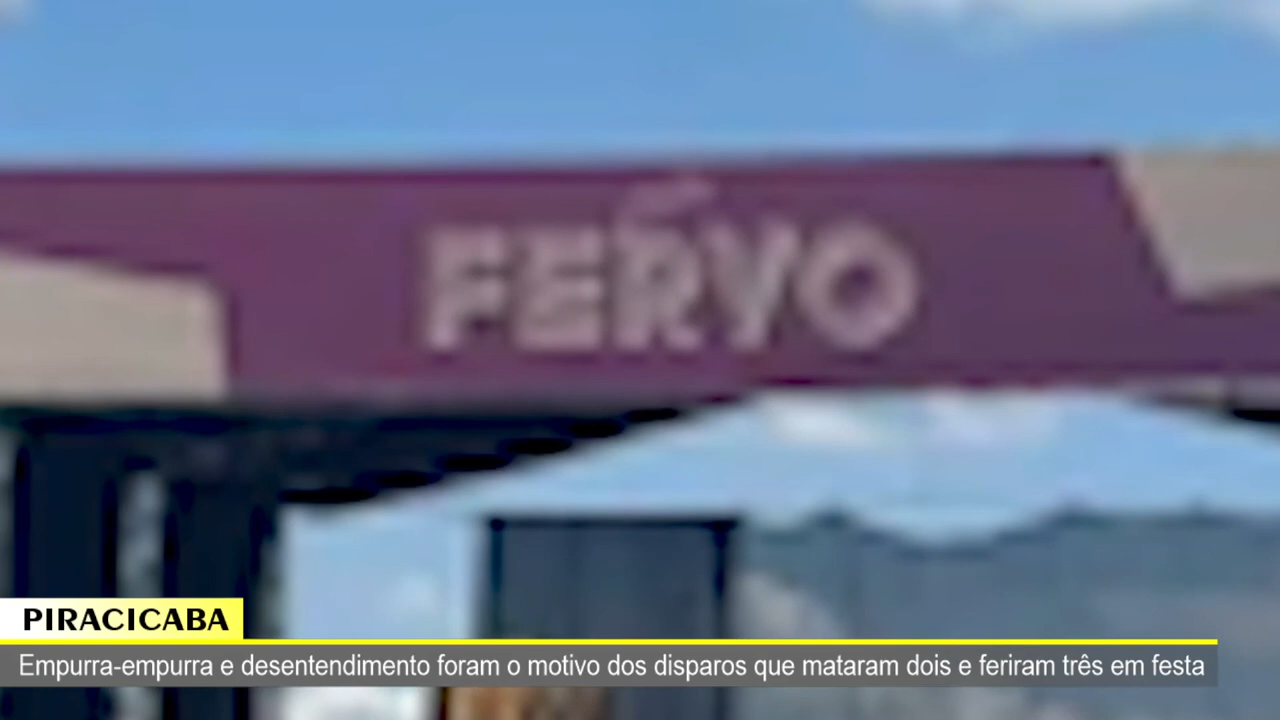 FERVO
PIRACICABA
Empurra-empurra e desentendimento foram o motivo dos disparos que mataram dois e feriram três em festa